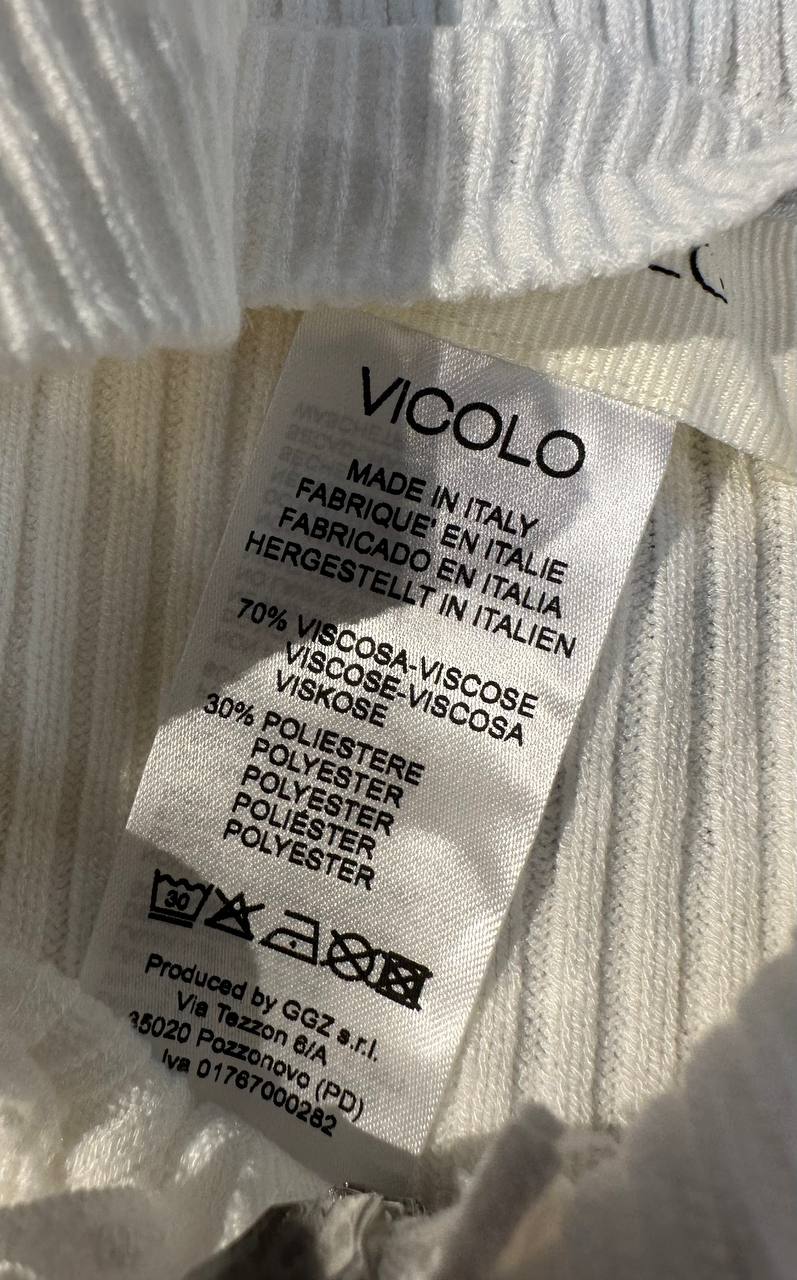 VICOLO
MADE IN ITALY
FABRIQUE' EN ITALIE
FABRICADO EN ITALIA
HERGESTELLT IN ITALIEN
70% VISCOSA-VISCOSE
VISCOSE-VISCOSA
VISKOSE
30% POLIESTERE
POLYESTER
POLYESTER
POLIÉSTER
POLYESTER
30
Produced by GGZ s.r.l.
Via Tezzon 6/A
35020 Pozzonovo (PD)
Iva 01767000282